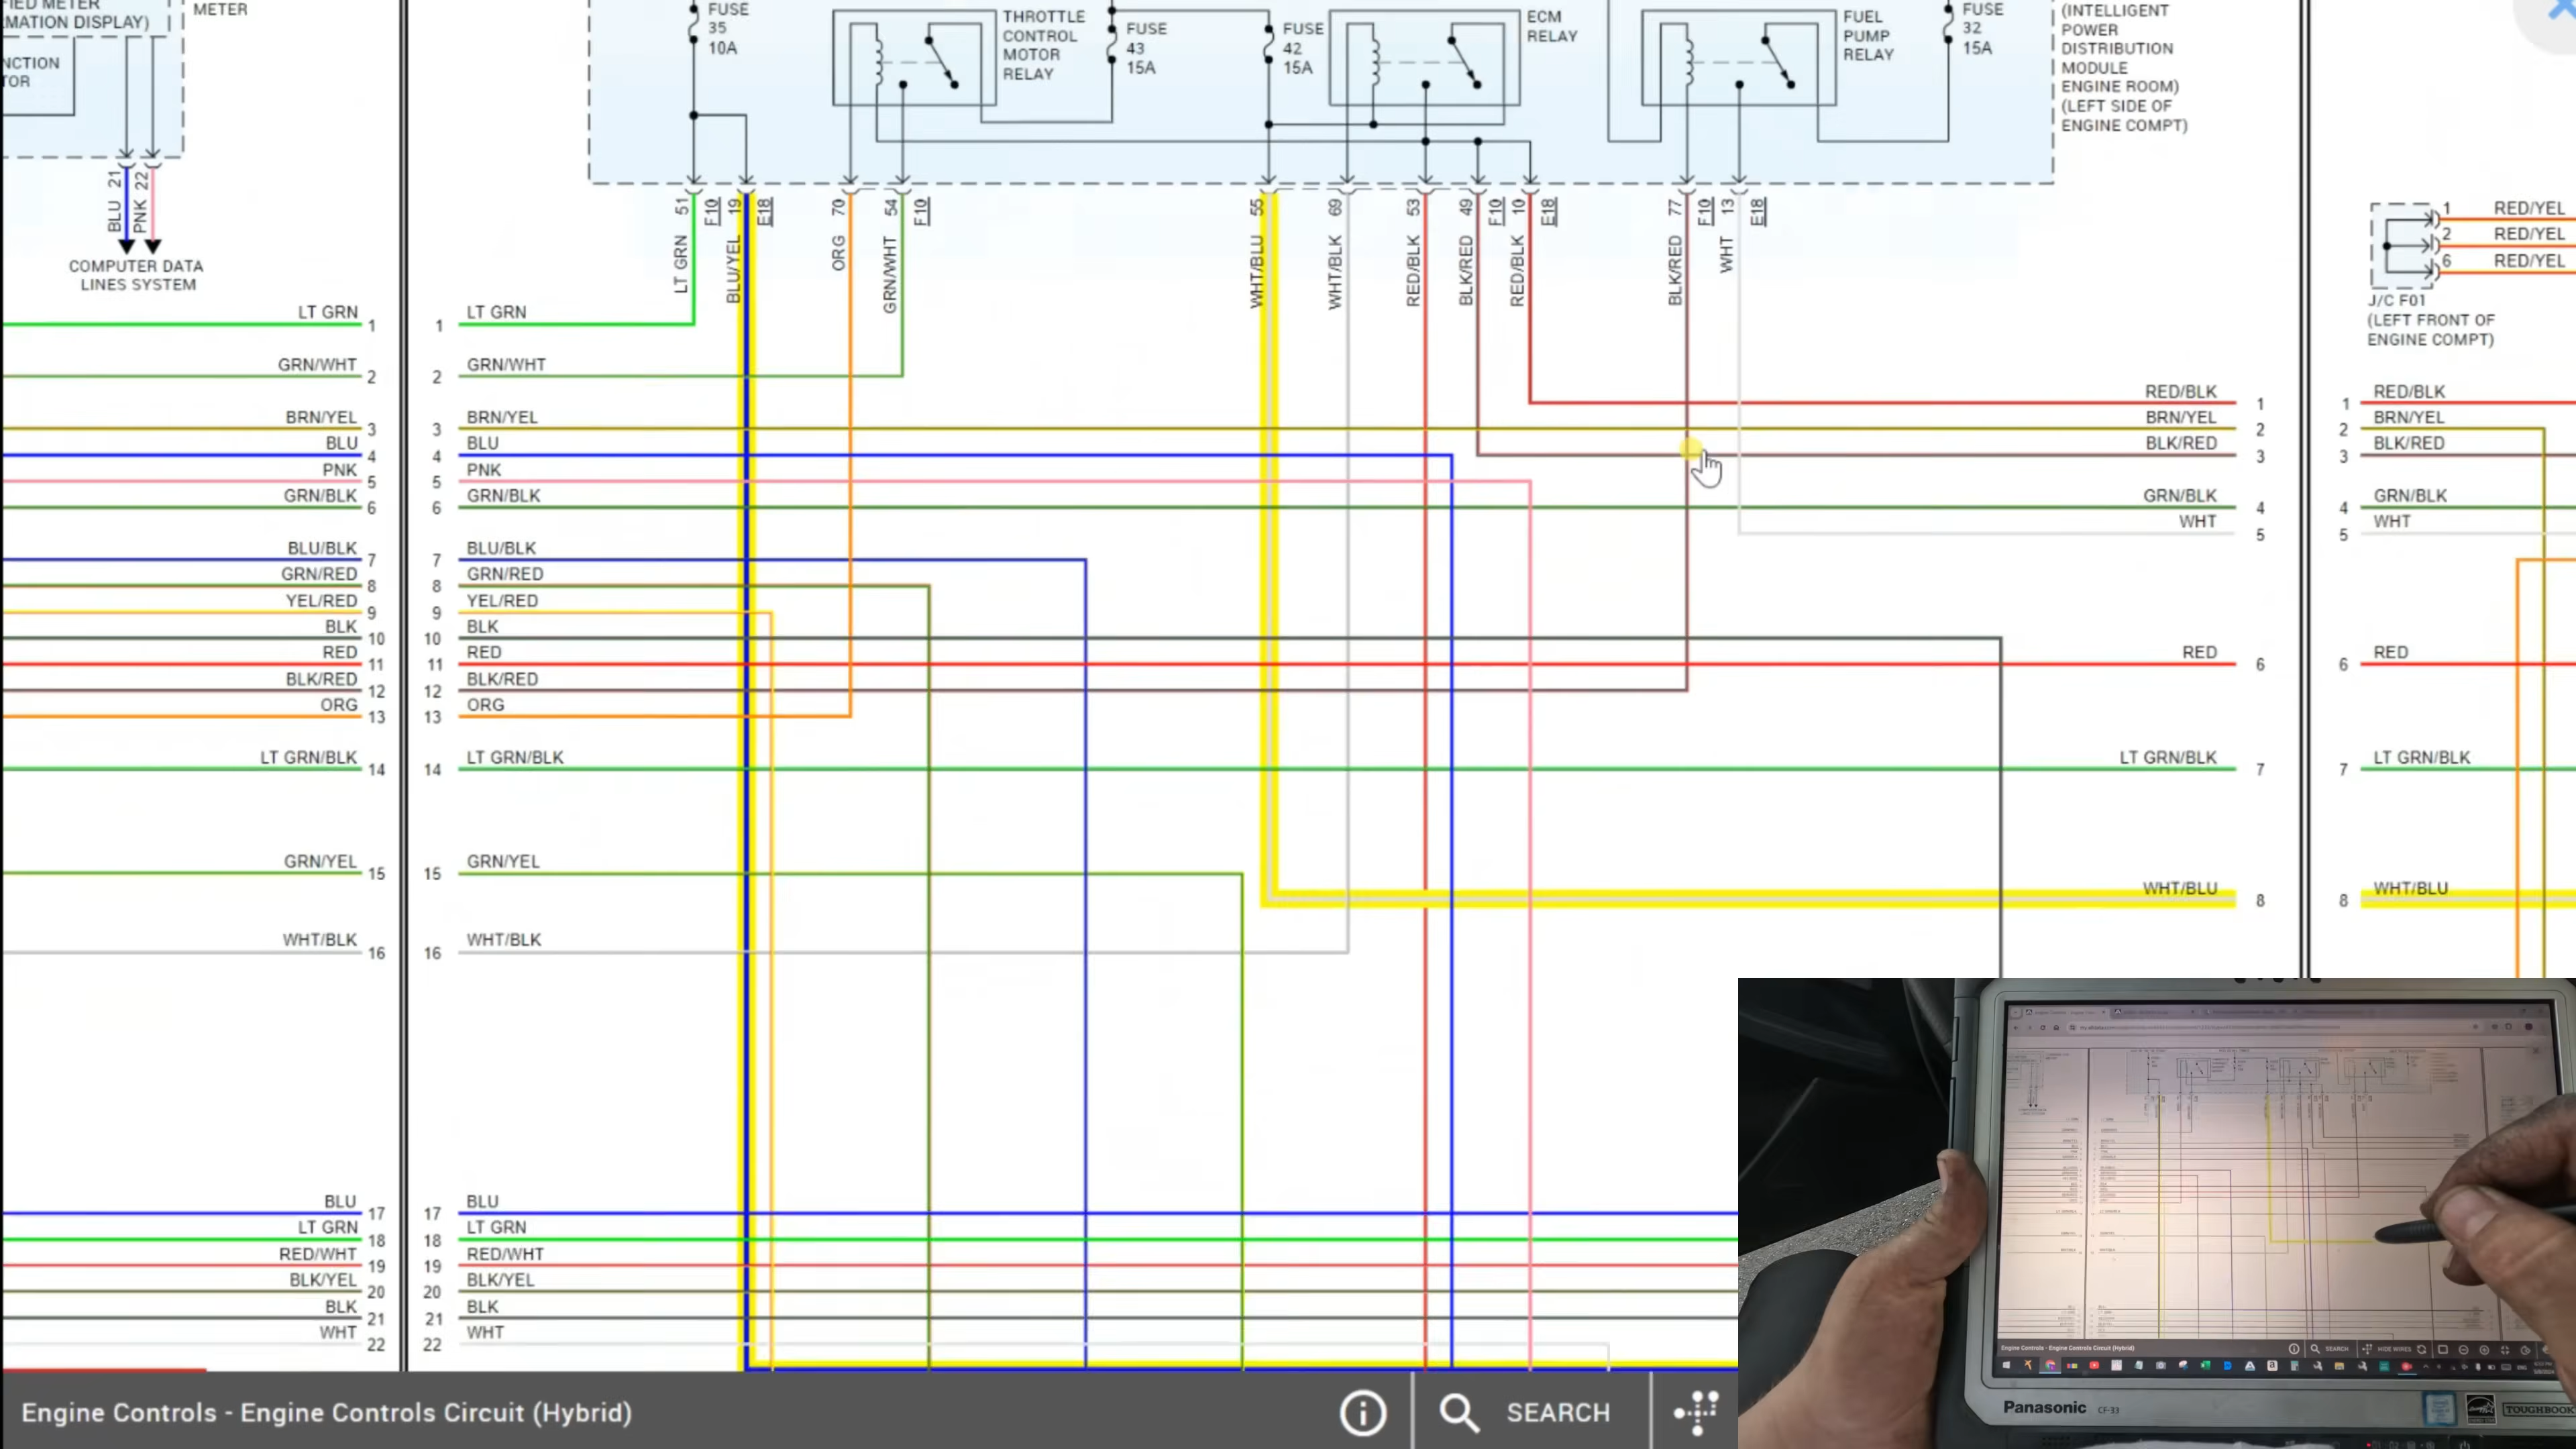 IED METER
METER
MATION DISPLAY)
NCTION
TOR
21
22
BLU
PNK
COMPUTER DATA
LINES SYSTEM
FUSE
35
10A
THROTTLE
CONTROL
MOTOR
RELAY
FUSE
43
15A
FUSE
42
15A
ECM
RELAY
FUEL
PUMP
RELAY
FUSE
32
15A
(INTELLIGENT
POWER
DISTRIBUTION
MODULE
ENGINE ROOM)
(LEFT SIDE OF
ENGINE COMPT)
51
F10
19
E18
70
54
F10
55
69
53
49
F10
10
E18
77
F10
13
E18
LT GRN
BLU/YEL
ORG
GRN/WHT
WHT/BLU
WHT/BLK
RED/BLK
BLK/RED
RED/BLK
BLK/RED
WHT
1 RED/YEL
2 RED/YEL
6 RED/YEL
J/C F01
(LEFT FRONT OF
ENGINE COMPT)
LT GRN 1
GRN/WHT 2
BRN/YEL 3
BLU 4
PNK 5
GRN/BLK 6
BLU/BLK 7
GRN/RED 8
YEL/RED 9
BLK 10
RED 11
BLK/RED 12
ORG 13
LT GRN/BLK 14
GRN/YEL 15
WHT/BLK 16
BLU 17
LT GRN 18
RED/WHT 19
BLK/YEL 20
BLK 21
WHT 22
1 LT GRN
2 GRN/WHT
3 BRN/YEL
4 BLU
5 PNK
6 GRN/BLK
7 BLU/BLK
8 GRN/RED
9 YEL/RED
10 BLK
11 RED
12 BLK/RED
13 ORG
14 LT GRN/BLK
15 GRN/YEL
16 WHT/BLK
17 BLU
18 LT GRN
19 RED/WHT
20 BLK/YEL
21 BLK
22 WHT
RED/BLK 1
BRN/YEL 2
BLK/RED 3
GRN/BLK 4
WHT 5
RED 6
LT GRN/BLK 7
WHT/BLU 8
1 RED/BLK
2 BRN/YEL
3 BLK/RED
4 GRN/BLK
5 WHT
6 RED
7 LT GRN/BLK
8 WHT/BLU
Engine Controls - Engine Controls Circuit (Hybrid)
SEARCH
Engine Controls - Engine Controls Circuit (Hybrid)
SEARCH
HIDE WIRES
Panasonic CF-33
TOUGHBOOK